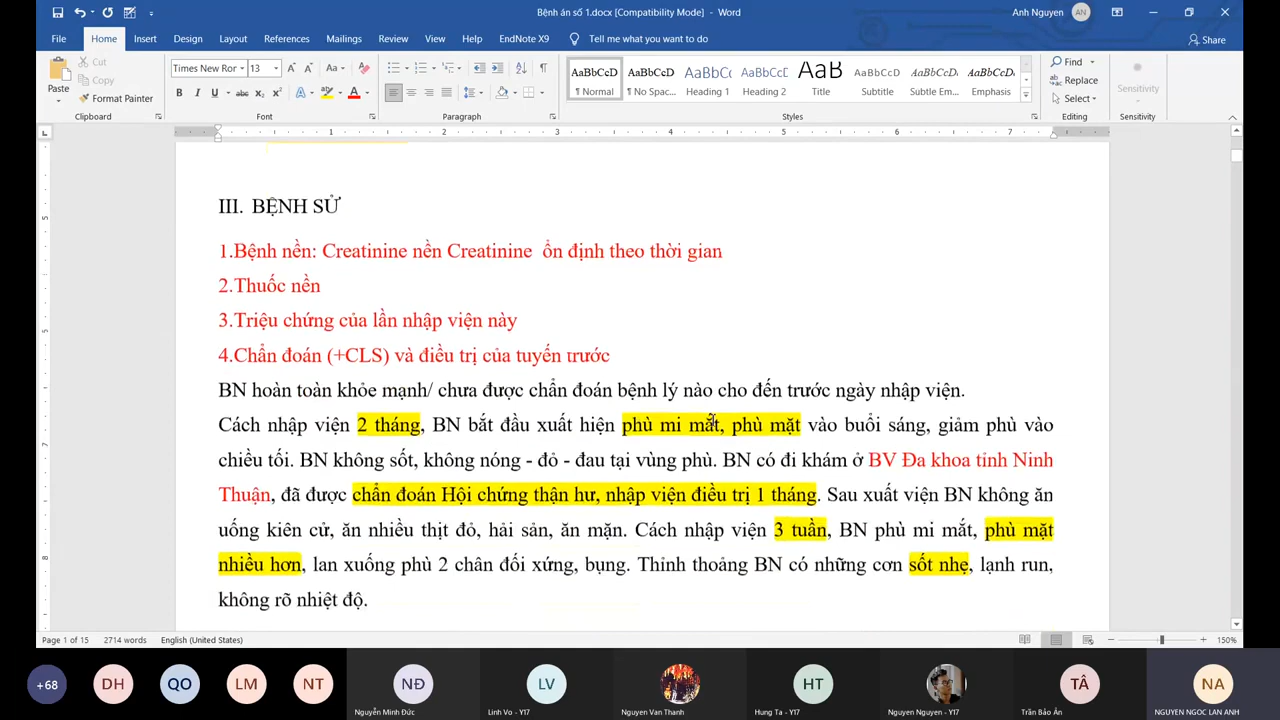 Bệnh án số 1.docx [Compatibility Mode] - Word
Anh Nguyen
AN
File Home Insert Design Layout References Mailings Review View Help EndNote X9 Tell me what you want to do
Share
Paste
Cut
Copy
Format Painter
Clipboard
Times New Ror
13
Font
Paragraph
AaBbCcD AaBbCcD AaBbCcD AaBbCcD AaB AaBbCcD AaBbCcD AaBbCcD
¶ Normal ¶ No Spac... Heading 1 Heading 2 Title Subtitle Subtle Em... Emphasis
Styles
Find
Replace
Select
Editing
Sensitivity
Sensitivity
1 2 3 4 5 6 7
III. BỆNH SỬ
1.Bệnh nền: Creatinine nền Creatinine ổn định theo thời gian
2.Thuốc nền
3.Triệu chứng của lần nhập viện này
4.Chẩn đoán (+CLS) và điều trị của tuyến trước
BN hoàn toàn khỏe mạnh/ chưa được chẩn đoán bệnh lý nào cho đến trước ngày nhập viện.
Cách nhập viện 2 tháng, BN bắt đầu xuất hiện phù mi mắt, phù mặt vào buổi sáng, giảm phù vào
chiều tối. BN không sốt, không nóng - đỏ - đau tại vùng phù. BN có đi khám ở BV Đa khoa tỉnh Ninh
Thuận, đã được chẩn đoán Hội chứng thận hư, nhập viện điều trị 1 tháng. Sau xuất viện BN không ăn
uống kiên cử, ăn nhiều thịt đỏ, hải sản, ăn mặn. Cách nhập viện 3 tuần, BN phù mi mắt, phù mặt
nhiều hơn, lan xuống phù 2 chân đối xứng, bụng. Thỉnh thoảng BN có những cơn sốt nhẹ, lạnh run,
không rõ nhiệt độ.
Page 1 of 15 2714 words English (United States)
150%
+68 DH QO LM NT NĐ LV HT TÂ NA
Nguyễn Minh Đức Linh Vo - Y17 Nguyen Van Thanh Hung Ta - Y17 Nguyen Nguyen - Y17 Trần Bảo Ân NGUYEN NGOC LAN ANH